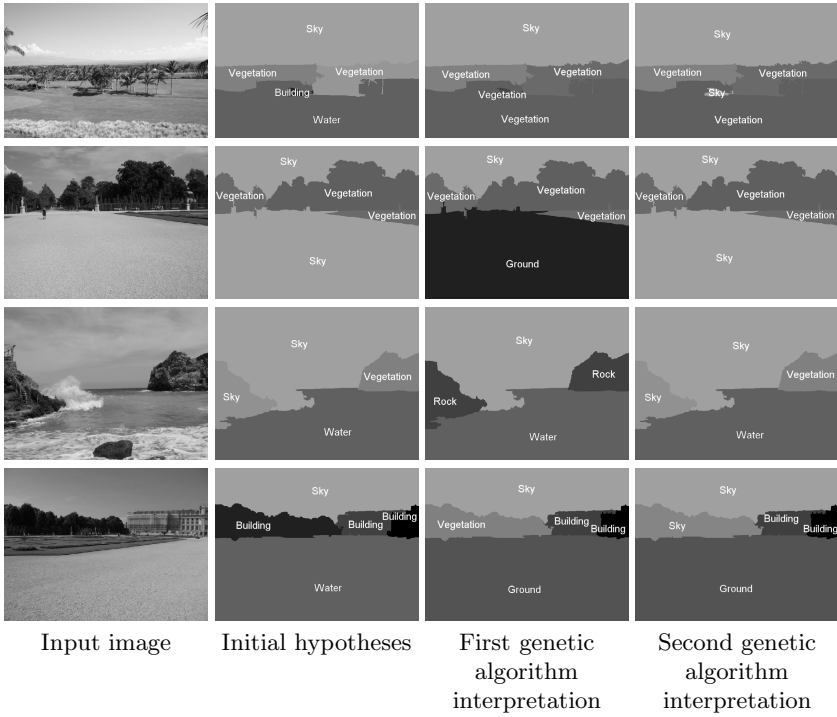 Sky
Sky
Sky
Vegetation
Vegetation
Vegetation
Vegetation
Vegetation
Vegetation
Building
Vegetation
Sky
Water
Vegetation
Vegetation
Sky
Sky
Sky
Vegetation
Vegetation
Vegetation
Vegetation
Vegetation
Vegetation
Vegetation
Vegetation
Vegetation
Sky
Ground
Sky
Sky
Sky
Sky
Vegetation
Rock
Vegetation
Sky
Rock
Sky
Water
Water
Water
Sky
Sky
Sky
Building
Building
Building
Vegetation
Building
Building
Sky
Building
Building
Water
Ground
Ground
Input image
Initial hypotheses
First genetic
algorithm
interpretation
Second genetic
algorithm
interpretation